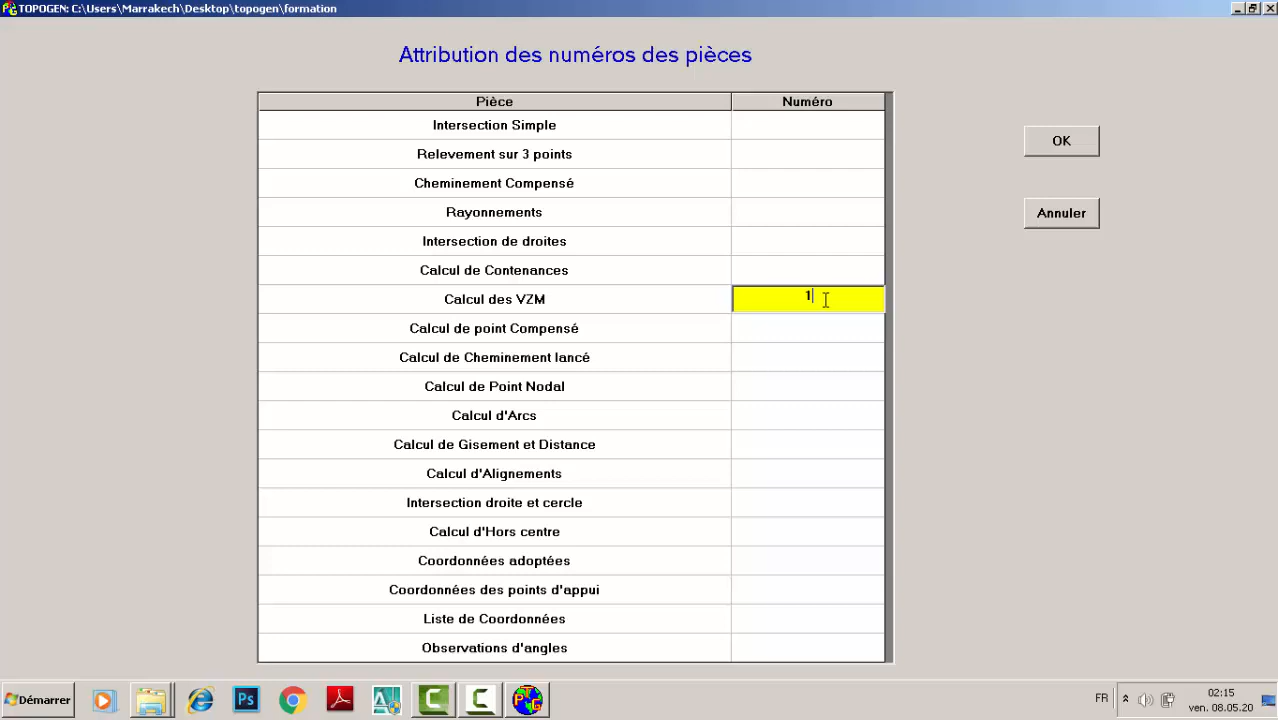 TOPOGEN: C:\Users\Marrakech\Desktop\topogen\formation
Attribution des numéros des pièces
Pièce Numéro
Intersection Simple
Relevement sur 3 points
Cheminement Compensé
Rayonnements
Intersection de droites
Calcul de Contenances
Calcul des VZM 1
Calcul de point Compensé
Calcul de Cheminement lancé
Calcul de Point Nodal
Calcul d'Arcs
Calcul de Gisement et Distance
Calcul d'Alignements
Intersection droite et cercle
Calcul d'Hors centre
Coordonnées adoptées
Coordonnées des points d'appui
Liste de Coordonnées
Observations d'angles
OK
Annuler
Démarrer
Ps
C
C
FR
02:15
ven. 08.05.20